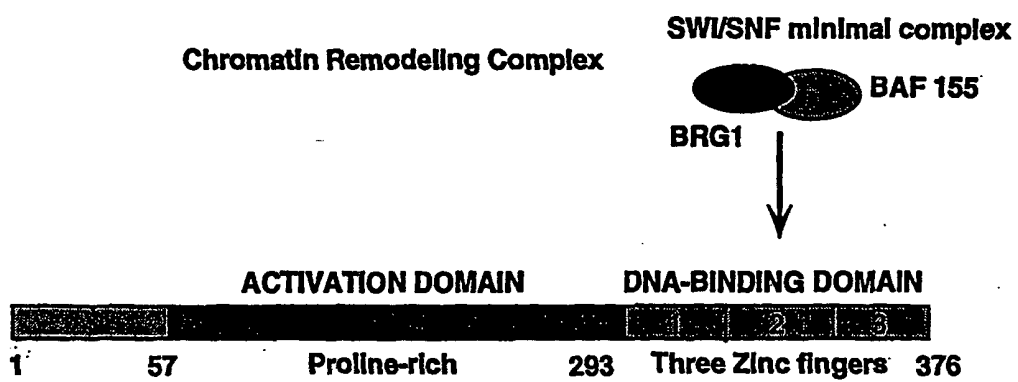 SWI/SNF minimal complex
Chromatin Remodeling Complex
BAF 155
BRG1
ACTIVATION DOMAIN DNA-BINDING DOMAIN
2 3
1 57 Proline-rich 293 Three Zinc fingers 376